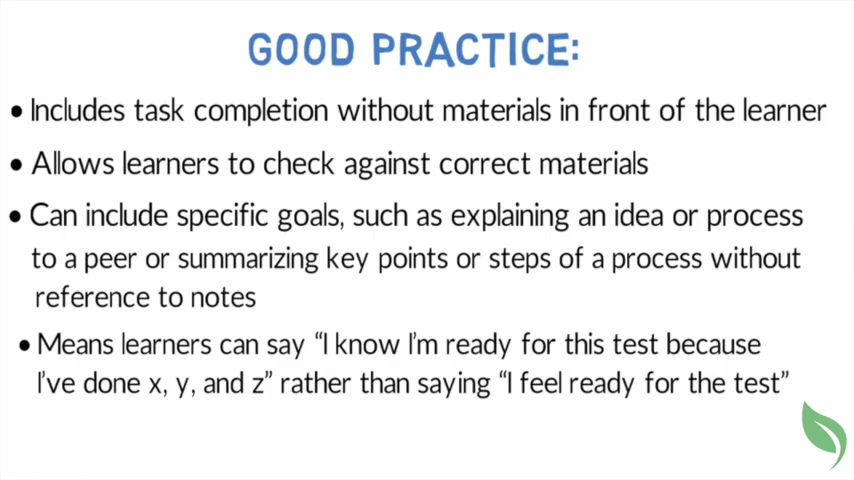 GOOD PRACTICE:
• Includes task completion without materials in front of the learner
• Allows learners to check against correct materials
• Can include specific goals, such as explaining an idea or process
to a peer or summarizing key points or steps of a process without
reference to notes
• Means learners can say “I know I’m ready for this test because
I’ve done x, y, and z” rather than saying “I feel ready for the test”